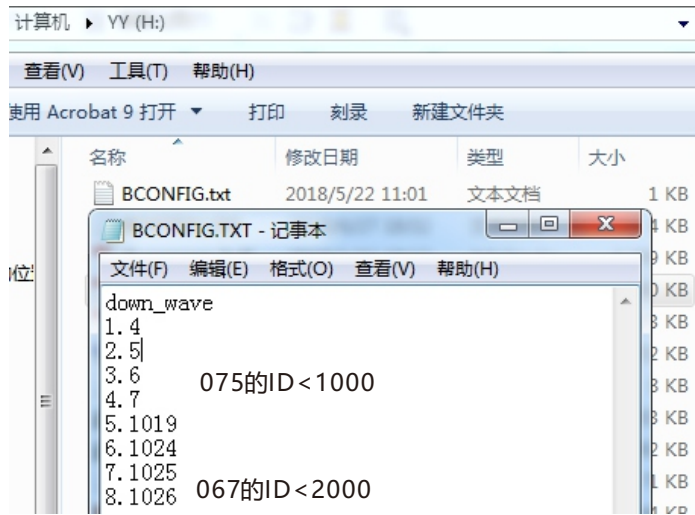 计算机 ▸ YY (H:)
查看(V) 工具(T) 帮助(H)
使用 Acrobat 9 打开 打印 刻录 新建文件夹
名称 修改日期 类型 大小
BCONFIG.txt 2018/5/22 11:01 文本文档 1 KB
BCONFIG.TXT - 记事本
4 KB
9 KB
文件(F) 编辑(E) 格式(O) 查看(V) 帮助(H)
0 KB
down_wave
1.4
3 KB
2.5
2 KB
3.6
075的ID<1000
3 KB
4.7
5.1019
3 KB
6.1024
2 KB
7.1025
1 KB
8.1026
067的ID<2000